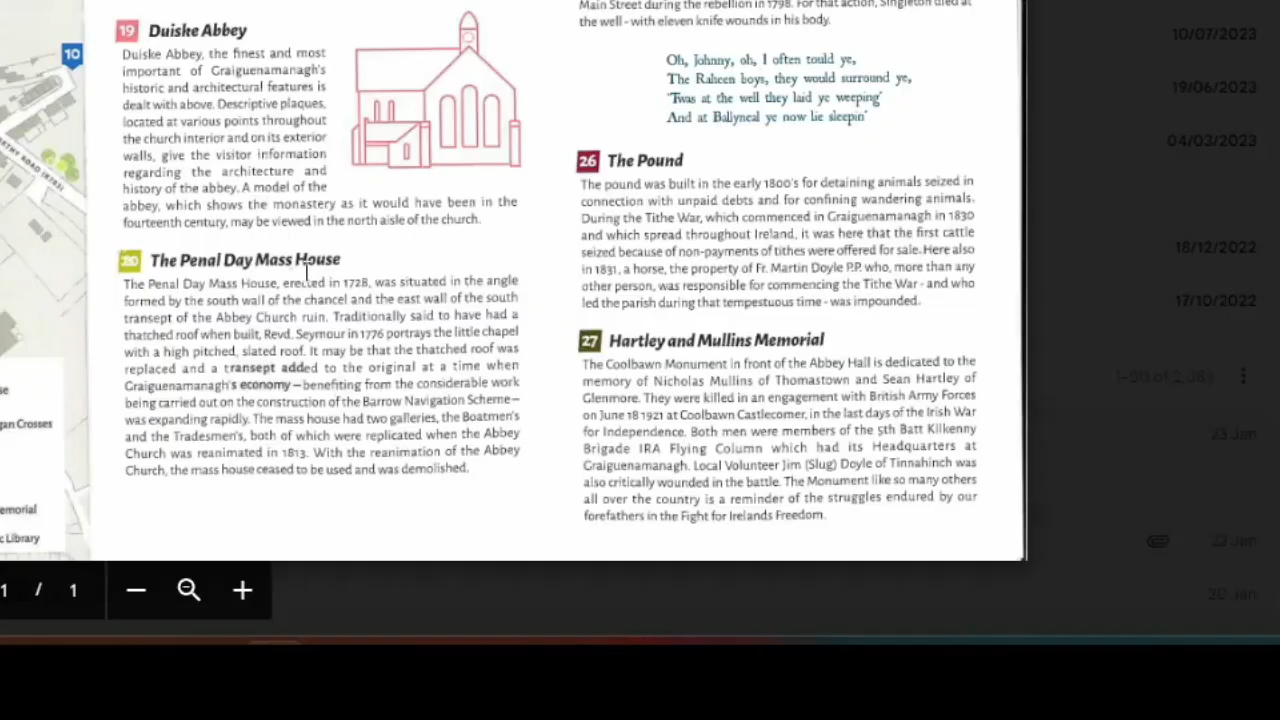 19 Duiske Abbey
Duiske Abbey, the finest and most
important of Graiguenamanagh's
historic and architectural features is
dealt with above. Descriptive plaques,
located at various points throughout
the church interior and on its exterior
walls, give the visitor information
regarding the architecture and
history of the abbey. A model of the
abbey, which shows the monastery as it would have been in the
fourteenth century, may be viewed in the north aisle of the church.
20 The Penal Day Mass House
The Penal Day Mass House, erected in 1728, was situated in the angle
formed by the south wall of the chancel and the east wall of the south
transept of the Abbey Church ruin. Traditionally said to have had a
thatched roof when built, Revd. Seymour in 1776 portrays the little chapel
with a high pitched, slated roof. It may be that the thatched roof was
replaced and a transept added to the original at a time when
Graiguenamanagh's economy – benefiting from the considerable work
being carried out on the construction of the Barrow Navigation Scheme –
was expanding rapidly. The mass house had two galleries, the Boatmen's
and the Tradesmen's, both of which were replicated when the Abbey
Church was reanimated in 1813. With the reanimation of the Abbey
Church, the mass house ceased to be used and was demolished.
Main Street during the rebellion in 1798. For that action, Singleton died at
the well - with eleven knife wounds in his body.
Oh, Johnny, oh, I often tould ye,
The Raheen boys, they would surround ye,
'Twas at the well they laid ye weeping'
And at Ballyneal ye now lie sleepin'
26 The Pound
The pound was built in the early 1800's for detaining animals seized in
connection with unpaid debts and for confining wandering animals.
During the Tithe War, which commenced in Graiguenamanagh in 1830
and which spread throughout Ireland, it was here that the first cattle
seized because of non-payments of tithes were offered for sale. Here also
in 1831, a horse, the property of Fr. Martin Doyle P.P. who, more than any
other person, was responsible for commencing the Tithe War - and who
led the parish during that tempestuous time - was impounded.
27 Hartley and Mullins Memorial
The Coolbawn Monument in front of the Abbey Hall is dedicated to the
memory of Nicholas Mullins of Thomastown and Sean Hartley of
Glenmore. They were killed in an engagement with British Army Forces
on June 18 1921 at Coolbawn Castlecomer, in the last days of the Irish War
for Independence. Both men were members of the 5th Batt Kilkenny
Brigade IRA Flying Column which had its Headquarters at
Graiguenamanagh. Local Volunteer Jim (Slug) Doyle of Tinnahinch was
also critically wounded in the battle. The Monument like so many others
all over the country is a reminder of the struggles endured by our
forefathers in the Fight for Irelands Freedom.
10
Crosses
Library
1 / 1
10/07/2023
19/06/2023
04/03/2023
18/12/2022
17/10/2022
23 Jan
22 Jan
20 Jan